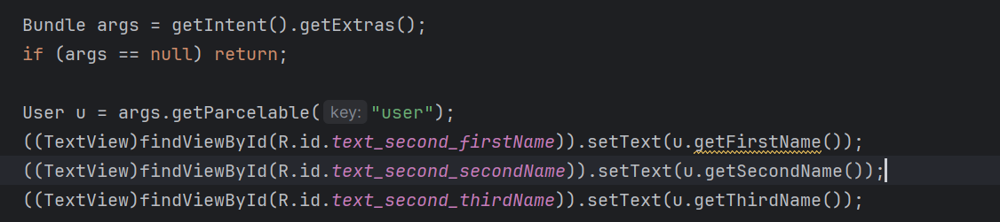 Bundle args = getIntent().getExtras();
if (args == null) return;
User u = args.getParcelable( key: "user");
((TextView)findViewById(R.id.text_second_firstName)).setText(u.getFirstName());
((TextView)findViewById(R.id.text_second_secondName)).setText(u.getSecondName());
((TextView)findViewById(R.id.text_second_thirdName)).setText(u.getThirdName());